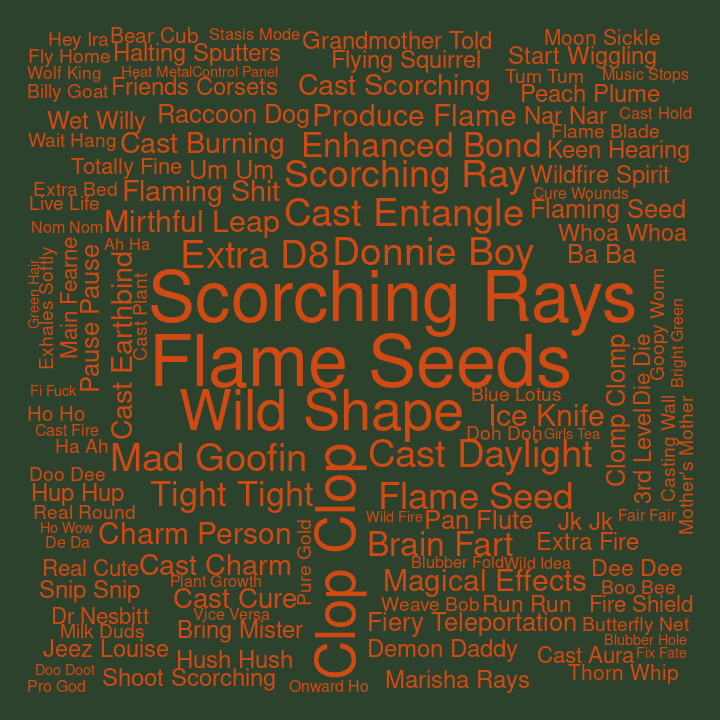 Hey Ira
Bear Cub
Stasis Mode
Grandmother Told
Moon Sickle
Fly Home
Halting Sputters
Flying Squirrel
Start Wiggling
Wolf King
Heat Metal
Control Panel
Tum Tum
Music Stops
Billy Goat
Friends Corsets
Cast Scorching
Peach Plume
Wet Willy
Raccoon Dog
Produce Flame
Nar Nar
Cast Hold
Wait Hang
Cast Burning
Enhanced Bond
Flame Blade
Keen Hearing
Totally Fine
Um Um
Scorching Ray
Wildfire Spirit
Extra Bed
Flaming Shit
Cure Wounds
Live Life
Mirthful Leap
Cast Entangle
Flaming Seed
Nom Nom
Ah Ha
Extra D8
Donnie Boy
Whoa Whoa
Ba Ba
Green Hair
Exhales Softly
Main Fearne
Pause Pause
Cast Earthbind
Cast Plant
Scorching Rays
Goopy Worm
Bright Green
Flame Seeds
Clomp Clomp
Die Die
3rd Level
Casting Wall
Mother's Mother
Fi Fuck
Wild Shape
Blue Lotus
Ho Ho
Ice Knife
Cast Fire
Doh Doh
Girls Tea
Ha Ah
Mad Goofin
Clop Clop
Cast Daylight
Doo Dee
Hup Hup
Tight Tight
Flame Seed
Real Round
Wild Fire
Pan Flute
Jk Jk
Fair Fair
Ho Wow
De Da
Charm Person
Pure Gold
Brain Fart
Extra Fire
Real Cute
Cast Charm
Blubber Fold
Wild Idea
Dee Dee
Snip Snip
Plant Growth
Cast Cure
Magical Effects
Boo Bee
Dr Nesbitt
Vice Versa
Weave Bob
Run Run
Fire Shield
Milk Duds
Bring Mister
Fiery Teleportation
Butterfly Net
Jeez Louise
Hush Hush
Demon Daddy
Cast Aura
Blubber Hole
Fix Fate
Doo Doot
Shoot Scorching
Thorn Whip
Pro God
Onward Ho
Marisha Rays